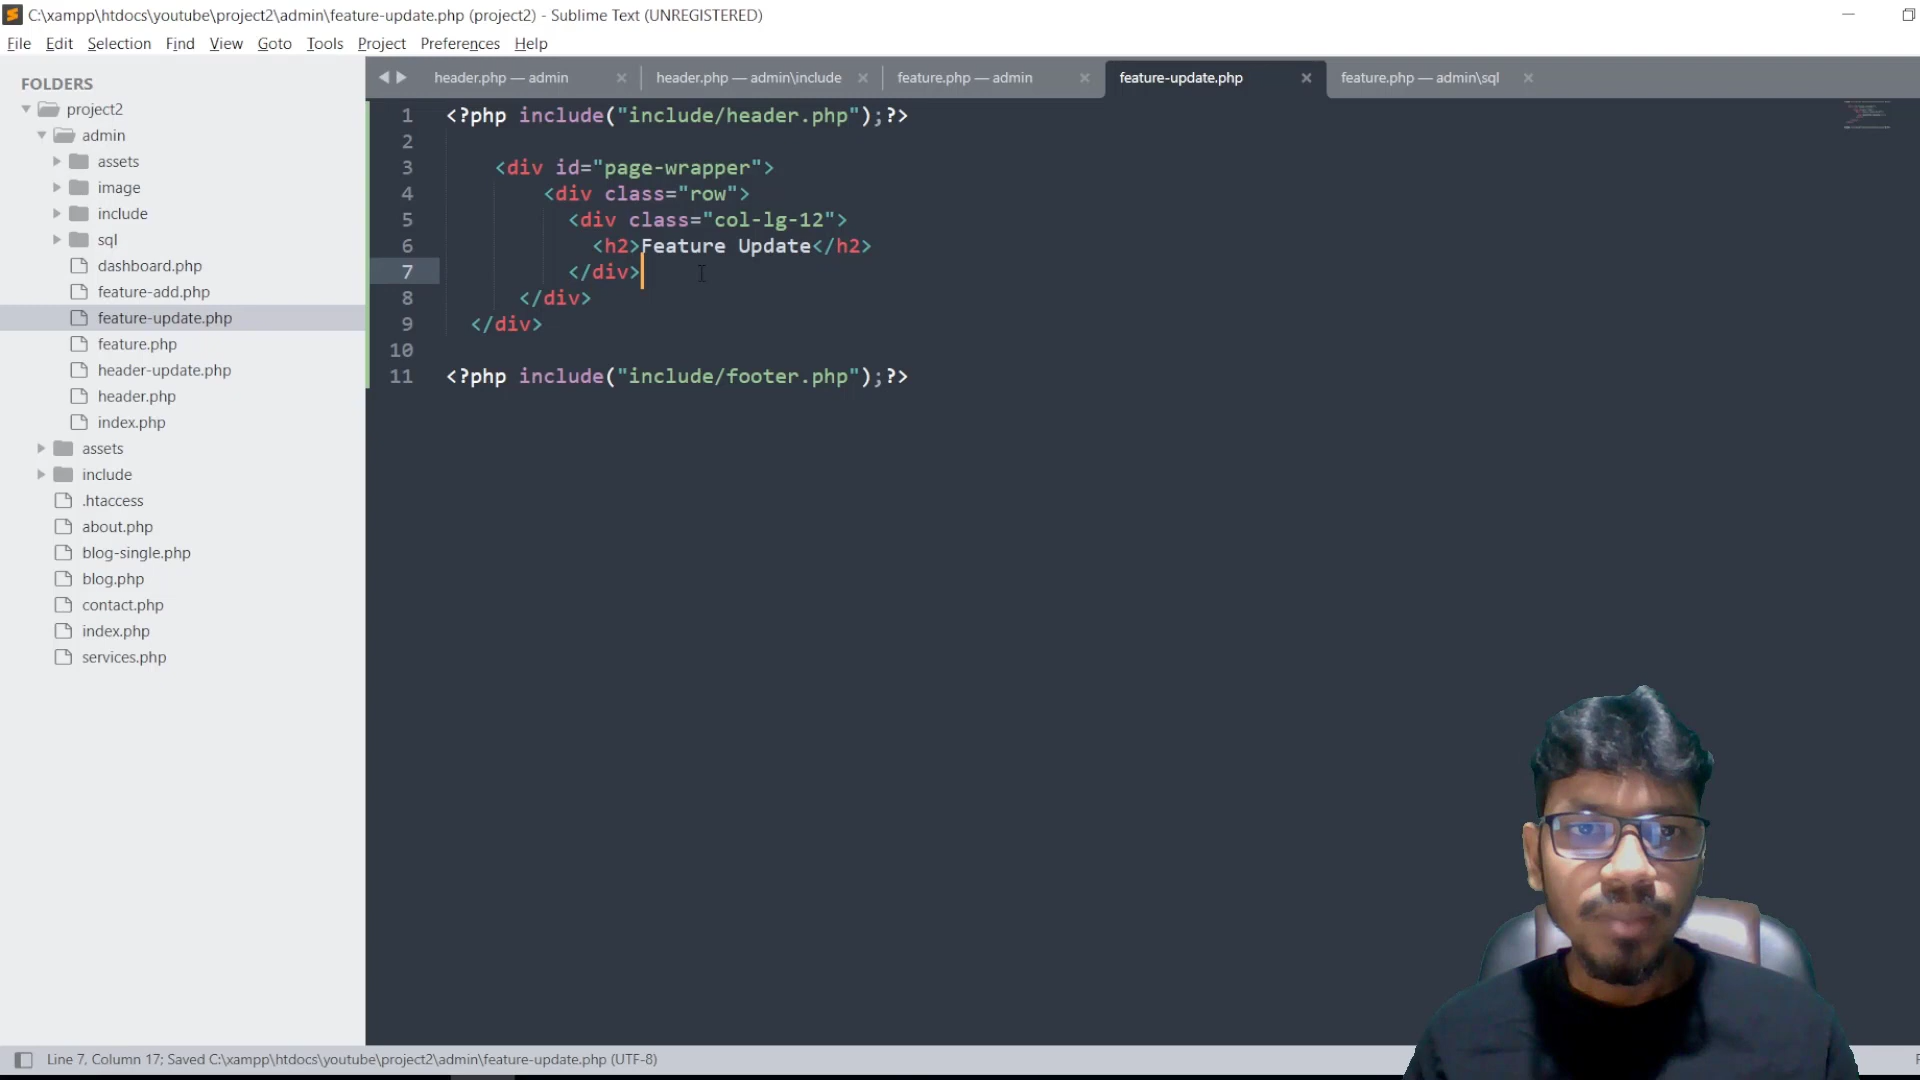 C:\xampp\htdocs\youtube\project2\admin\feature-update.php (project2) - Sublime Text (UNREGISTERED)
File Edit Selection Find View Goto Tools Project Preferences Help
FOLDERS
project2
admin
assets
image
include
sql
dashboard.php
feature-add.php
feature-update.php
feature.php
header-update.php
header.php
index.php
assets
include
.htaccess
about.php
blog-single.php
blog.php
contact.php
index.php
services.php
header.php — admin header.php — admin\include feature.php — admin feature-update.php feature.php — admin\sql
1 <?php include("include/header.php");?>
2
3 <div id="page-wrapper">
4 <div class="row">
5 <div class="col-lg-12">
6 <h2>Feature Update</h2>
7 </div>
8 </div>
9 </div>
10
11 <?php include("include/footer.php");?>
Line 7, Column 17; Saved C:\xampp\htdocs\youtube\project2\admin\feature-update.php (UTF-8)